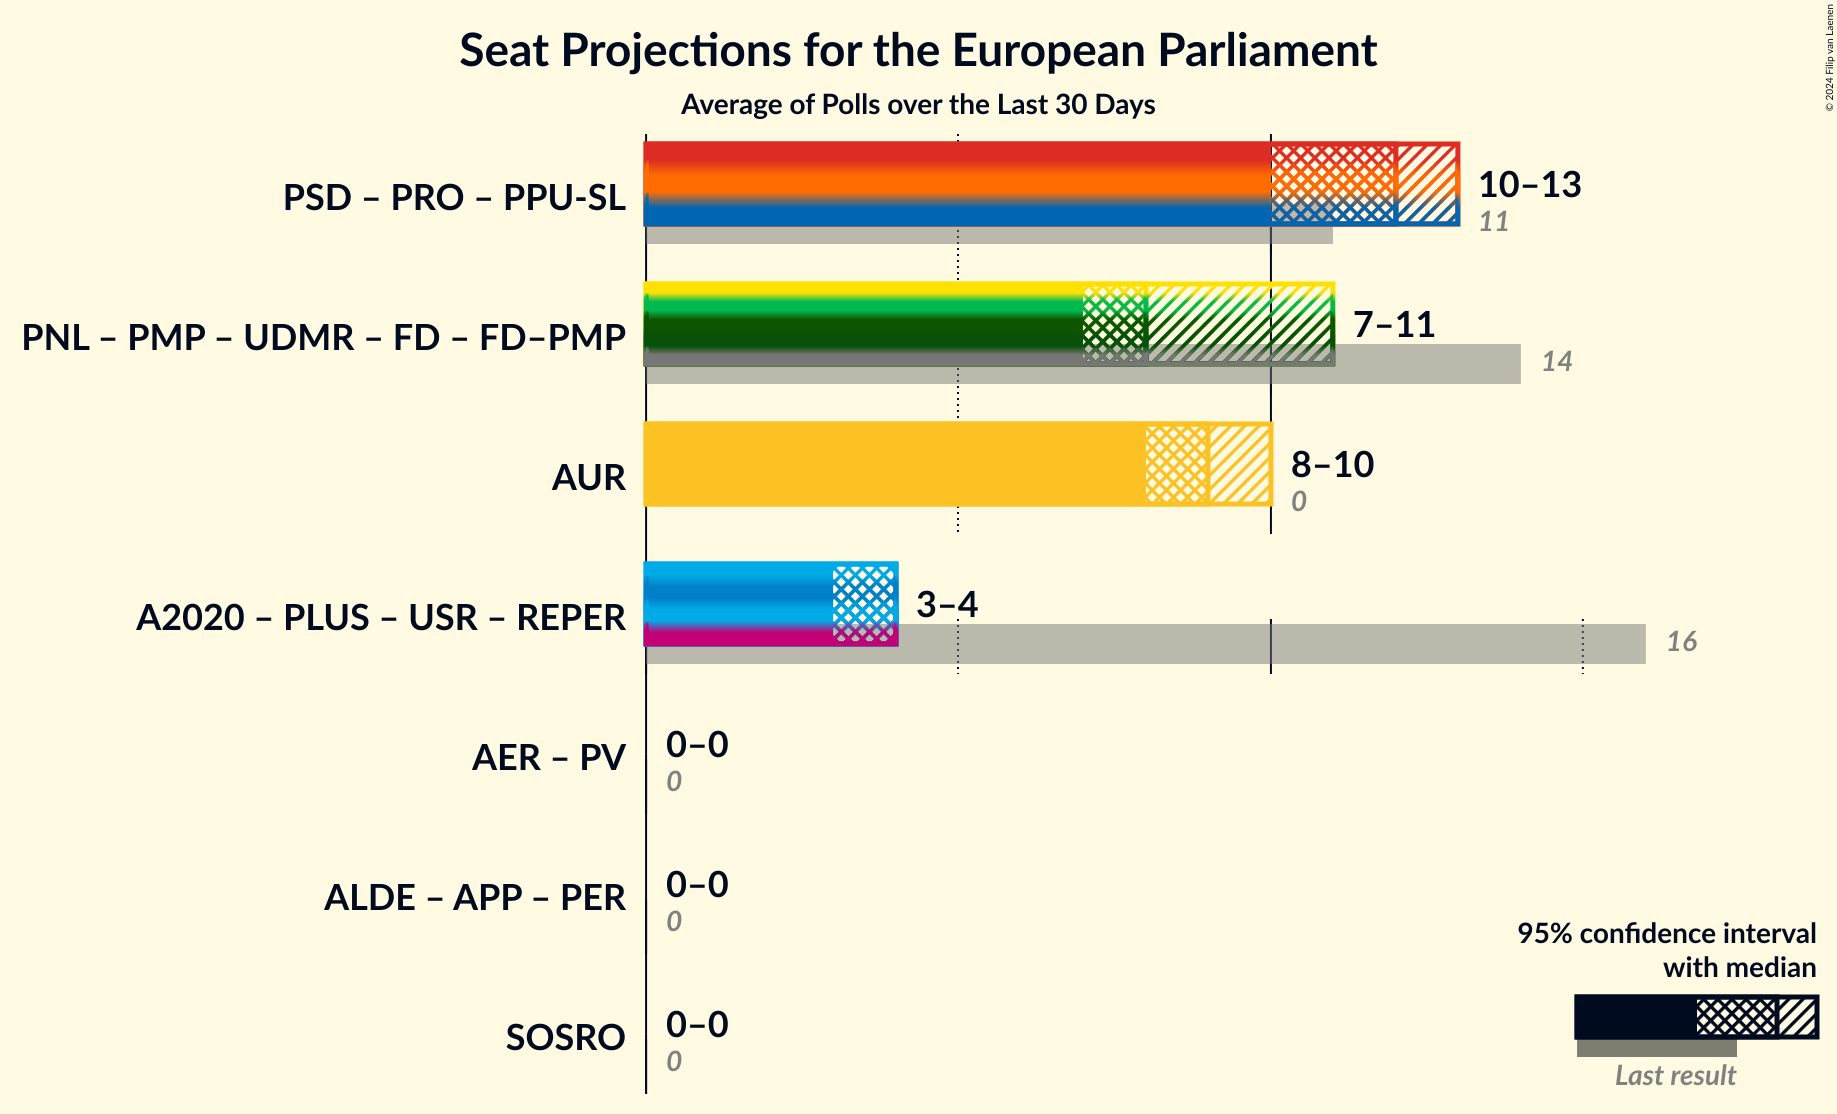 Seat Projections for the European Parliament
Average of Polls over the Last 30 Days
© 2024 Filip van Laenen
PSD – PRO – PPU-SL
10–13
11
PNL – PMP – UDMR – FD – FD–PMP
7–11
14
AUR
8–10
0
A2020 – PLUS – USR – REPER
3–4
16
AER – PV
0–0
0
ALDE – APP – PER
0–0
0
SOSRO
0–0
0
95% confidence interval
with median
Last result